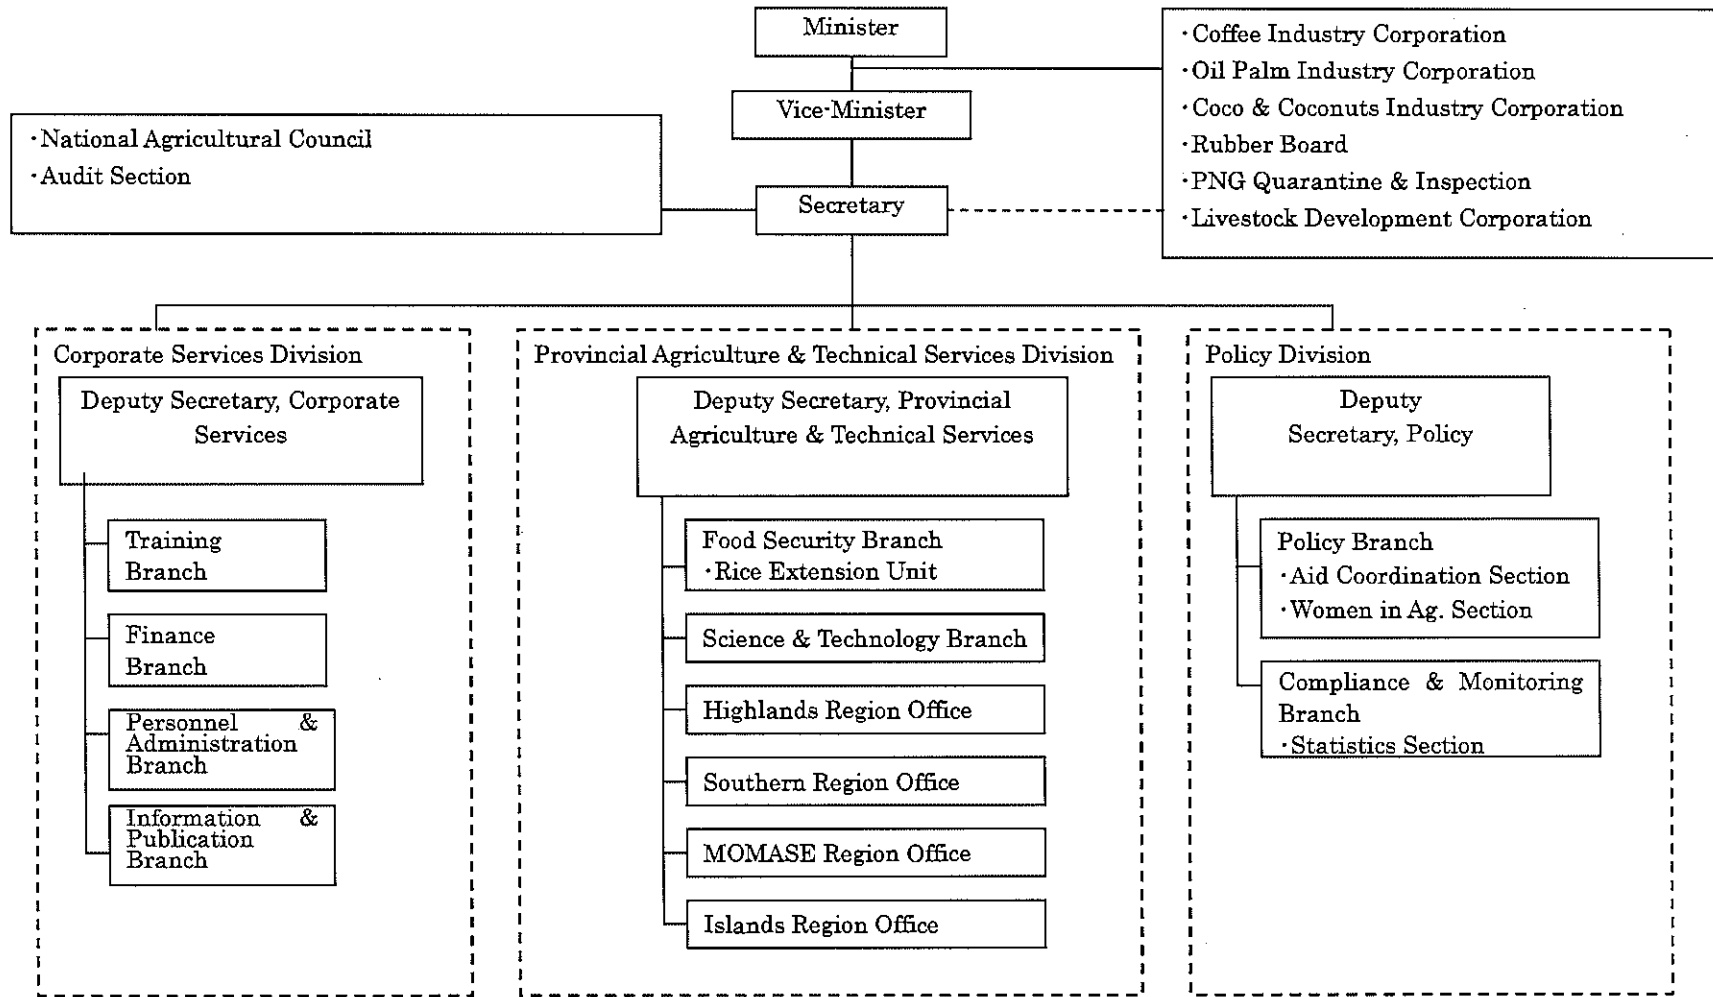 Minister
·Coffee Industry Corporation
·Oil Palm Industry Corporation
·Coco & Coconuts Industry Corporation
·Rubber Board
·PNG Quarantine & Inspection
·Livestock Development Corporation
Vice-Minister
·National Agricultural Council
·Audit Section
Secretary
Corporate Services Division
Deputy Secretary, Corporate
Services
Training
Branch
Finance
Branch
Personnel &
Administration
Branch
Information &
Publication
Branch
Provincial Agriculture & Technical Services Division
Deputy Secretary, Provincial
Agriculture & Technical Services
Food Security Branch
·Rice Extension Unit
Science & Technology Branch
Highlands Region Office
Southern Region Office
MOMASE Region Office
Islands Region Office
Policy Division
Deputy
Secretary, Policy
Policy Branch
·Aid Coordination Section
·Women in Ag. Section
Compliance & Monitoring
Branch
·Statistics Section